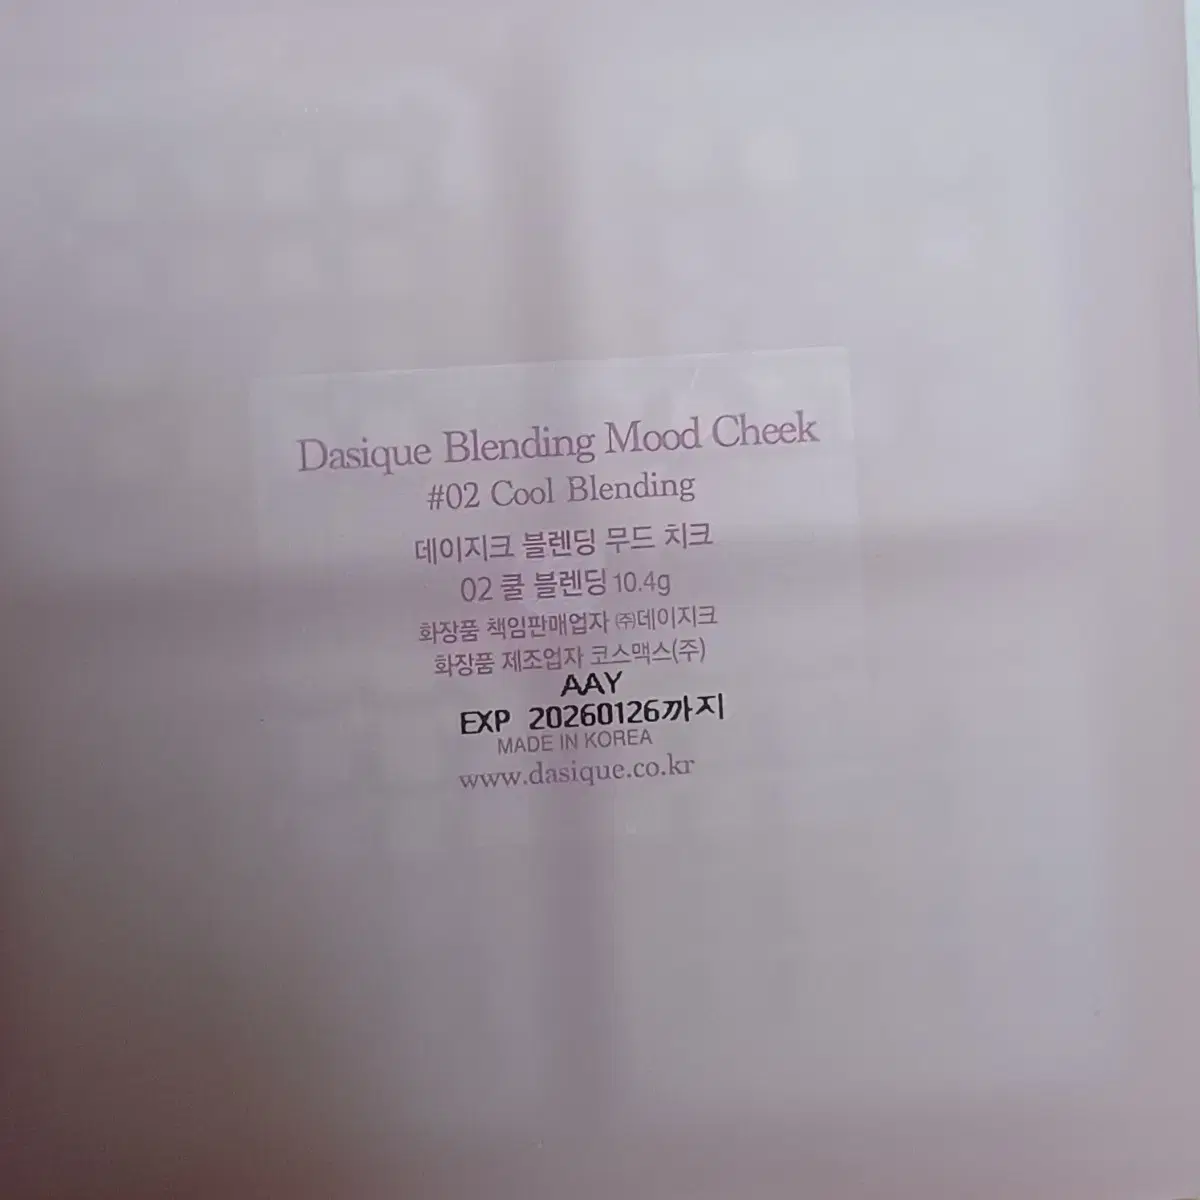 Dasique Blending Mood Cheek
#02 Cool Blending
데이지크 블렌딩 무드 치크
02 쿨 블렌딩 10.4g
화장품 책임판매업자 ㈜데이지크
화장품 제조업자 코스맥스(주)
AAY
EXP 20260126까지
MADE IN KOREA
www.dasique.co.kr